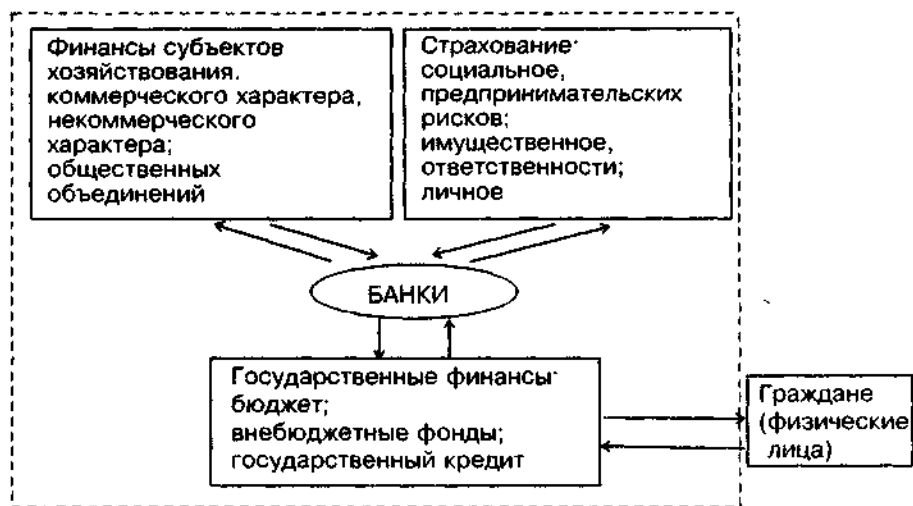 Финансы субъектов
хозяйствования.
коммерческого характера,
некоммерческого
характера;
общественных
объединений
Страхование·
социальное,
предпринимательских
рисков;
имущественное,
ответственности;
личное
БАНКИ
Государственные финансы·
бюджет;
внебюджетные фонды;
государственный кредит
Граждане
(физические
лица)